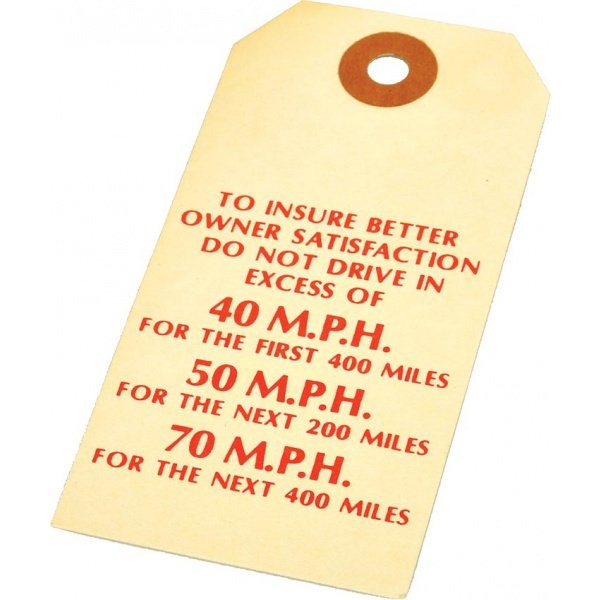 TO INSURE BETTER
OWNER SATISFACTION
DO NOT DRIVE IN
EXCESS OF
40 M.P.H.
FOR THE FIRST 400 MILES
50 M.P.H.
FOR THE NEXT 200 MILES
70 M.P.H.
FOR THE NEXT 400 MILES